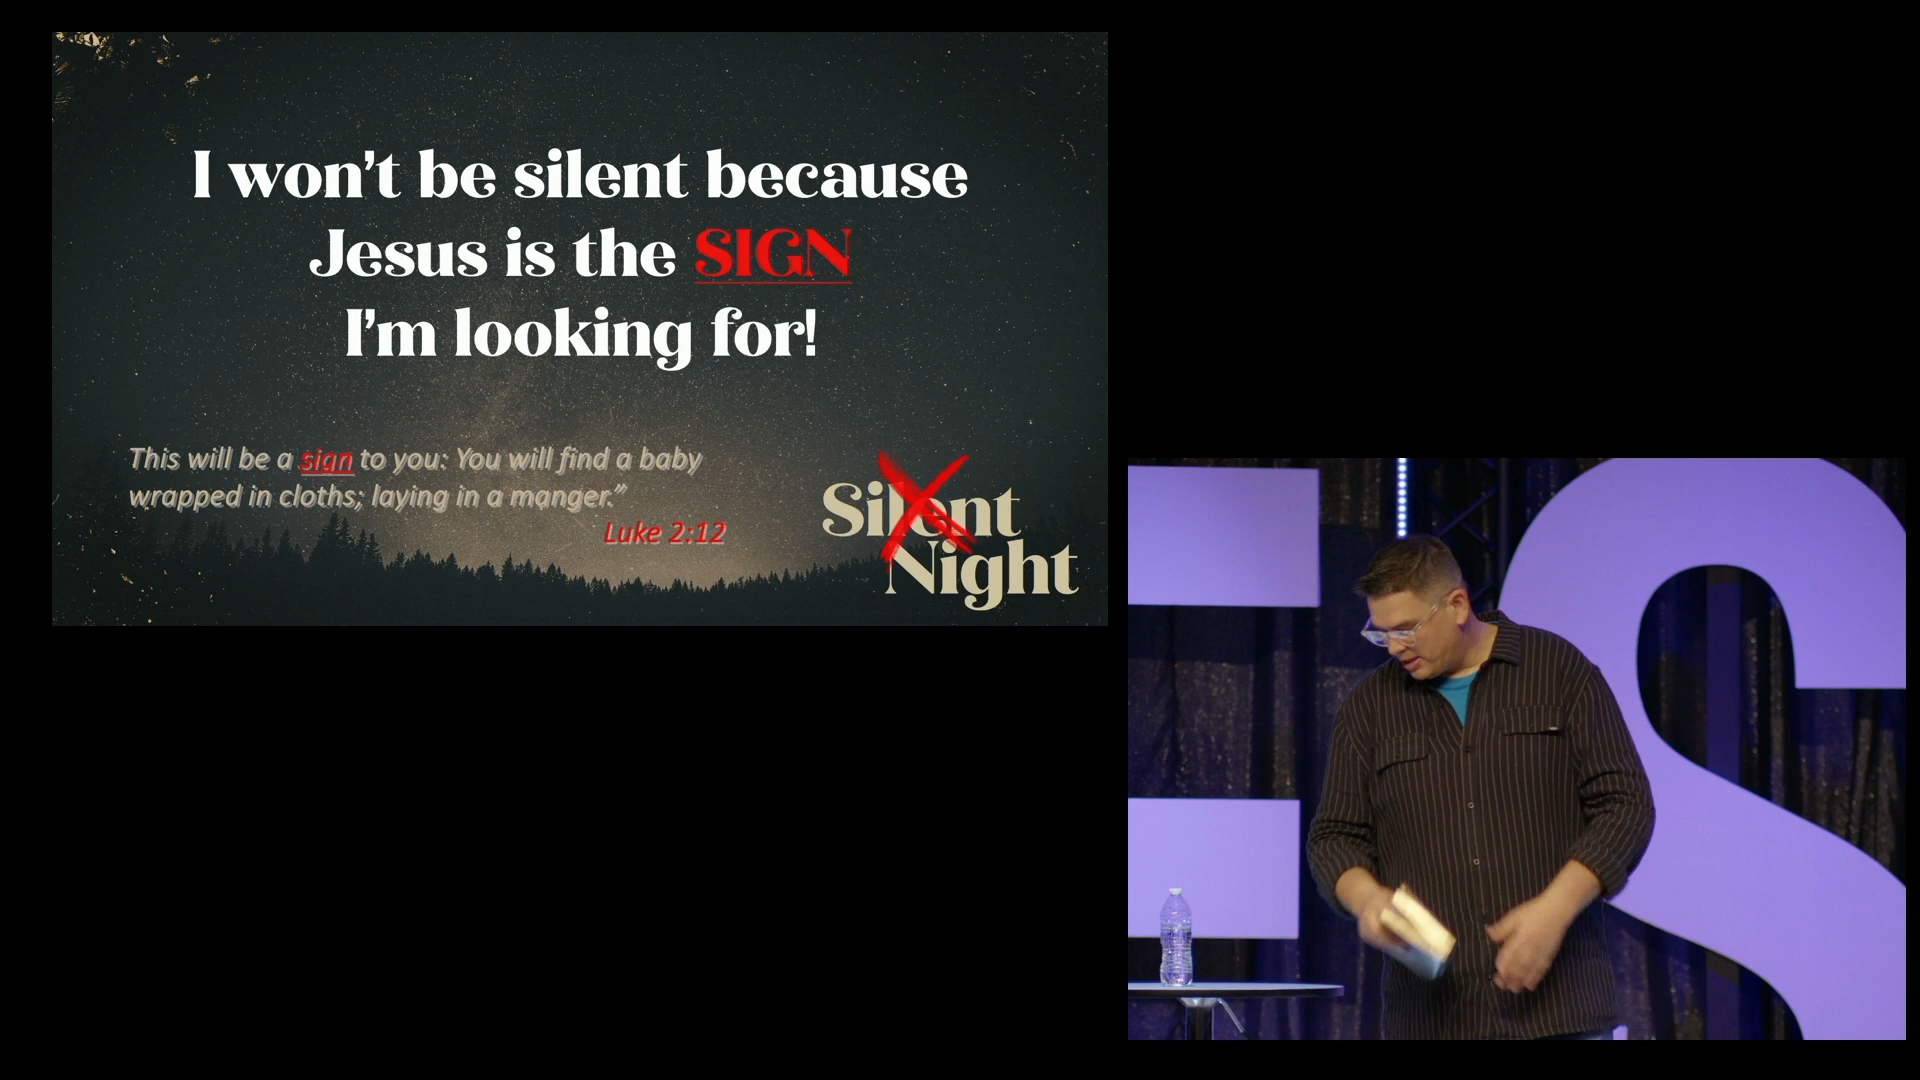 I won't be silent because
Jesus is the SIGN
I'm looking for!
This will be a sign to you: You will find a baby
wrapped in cloths; laying in a manger.”
Luke 2:12
Silent
Night
ES